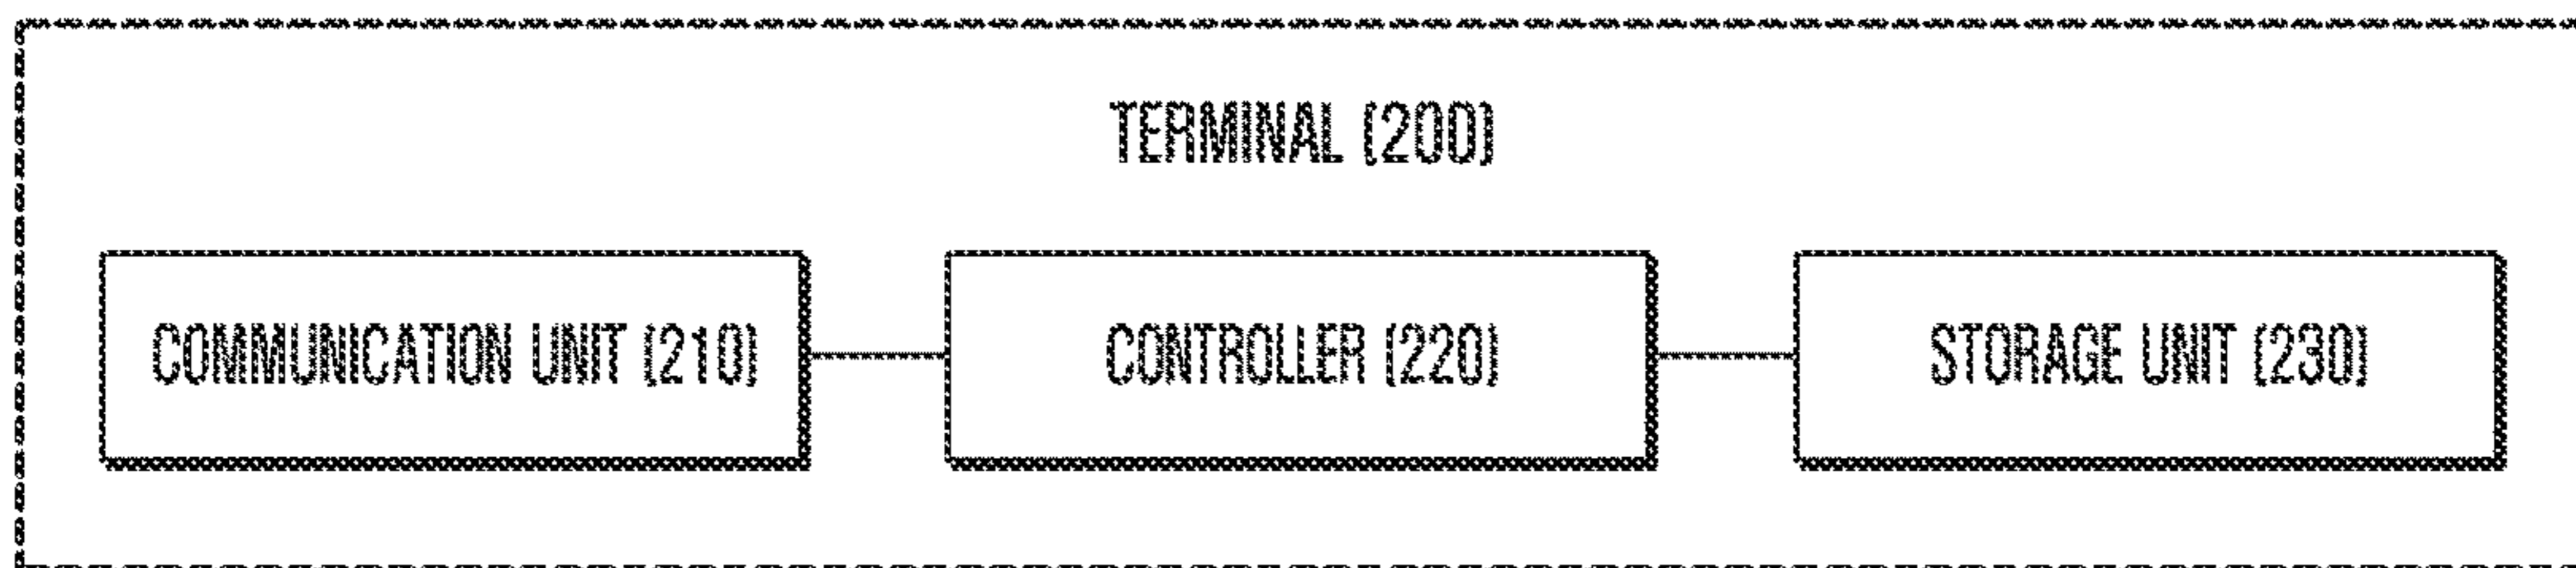 TERMINAL (200)
COMMUNICATION UNIT (210)
CONTROLLER (220)
STORAGE UNIT (230)